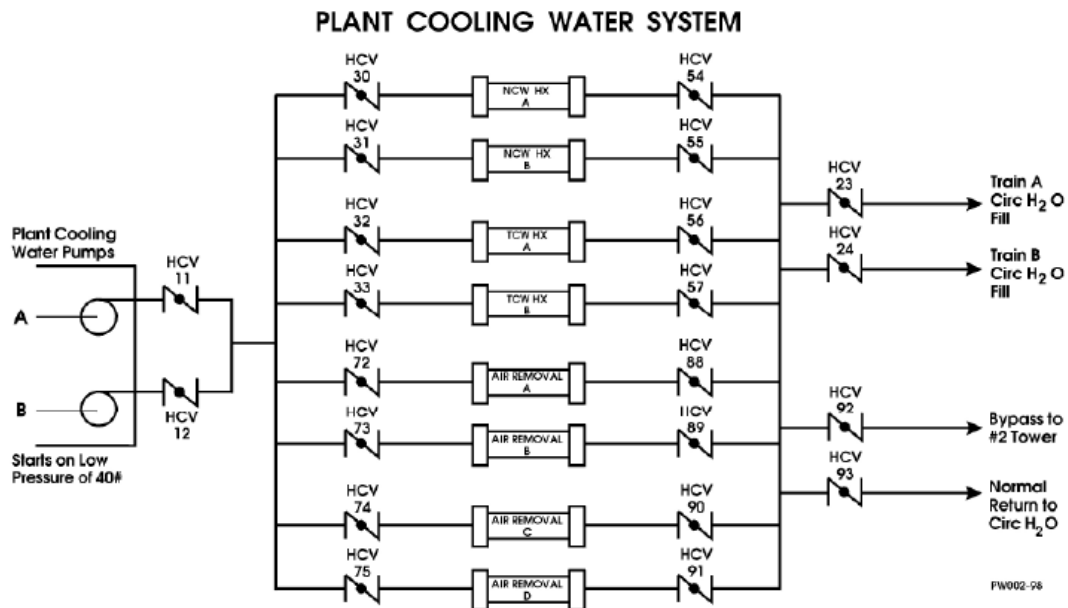 PLANT COOLING WATER SYSTEM
HCV
30
NCW HX
A
HCV
54
HCV
31
NCW HX
B
HCV
55
HCV
23
Train A
Circ H2O
Fill
HCV
32
TCW HX
A
HCV
56
Plant Cooling
Water Pumps
HCV
11
HCV
24
Train B
Circ H2O
Fill
A
HCV
33
TCW HX
B
HCV
57
HCV
72
AIR REMOVAL
A
HCV
88
B
HCV
12
HCV
73
AIR REMOVAL
B
HCV
89
HCV
92
Bypass to
#2 Tower
Starts on Low
Pressure of 40#
HCV
93
Normal
Return to
Circ H2O
HCV
74
AIR REMOVAL
C
HCV
90
HCV
75
AIR REMOVAL
D
HCV
91
PW002-98